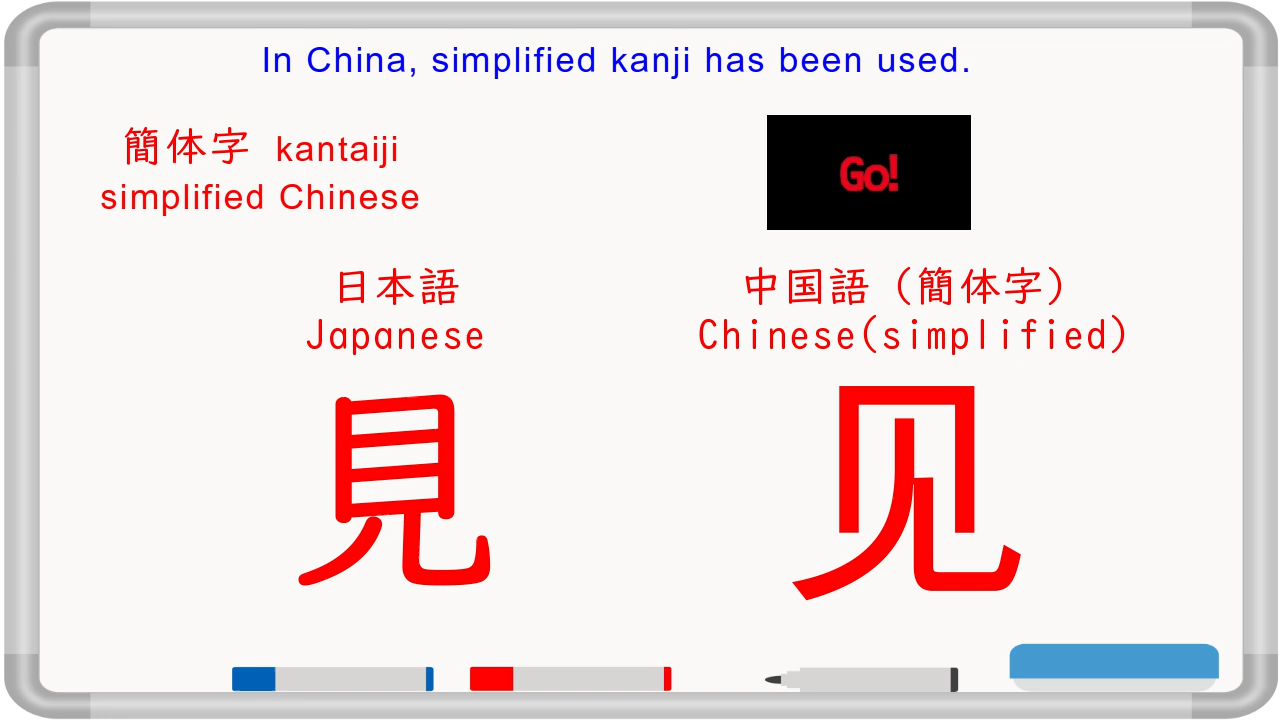 In China, simplified kanji has been used.
簡体字 kantaiji
simplified Chinese
Go!
日本語
Japanese
中国語（簡体字）
Chinese(simplified)
見
见